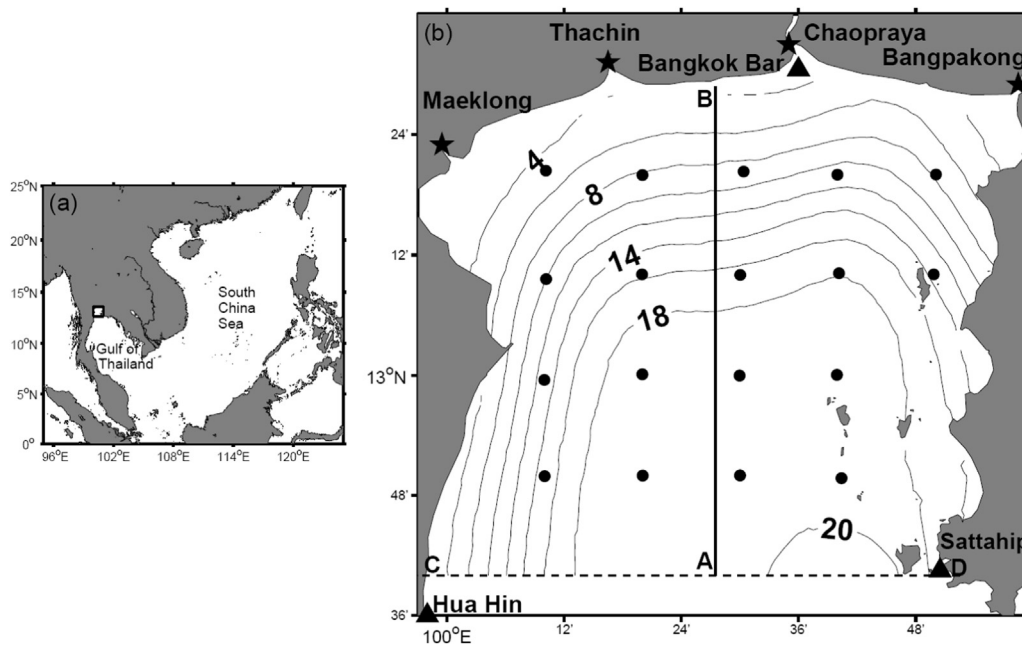 (a)
25°N
20°N
15°N
10°N
5°N
0°
96°E
102°E
108°E
114°E
120°E
South
China
Sea
Gulf of
Thailand
(b)
Thachin
Chaopraya
Bangkok Bar
Bangpakong
Maeklong
B
24'
4
8
12'
14
18
13°N
48'
20
Sattahip
C
A
D
36'
Hua Hin
100°E
12'
24'
36'
48'